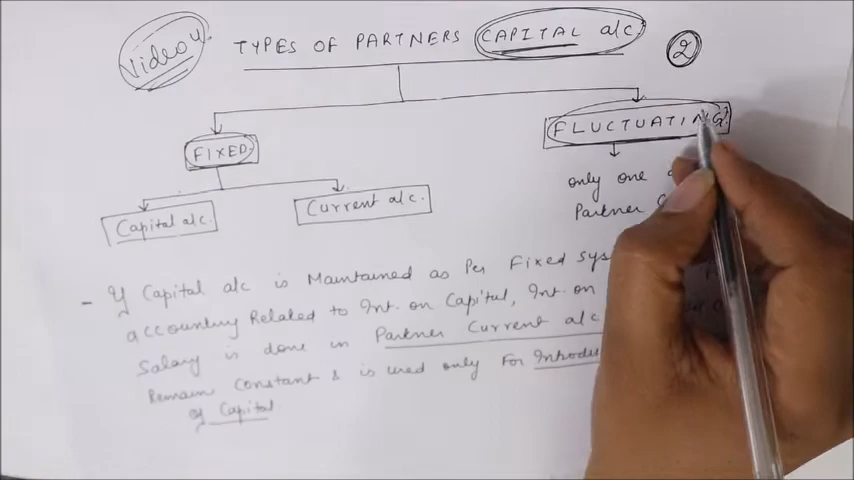 Video 4
TYPES OF PARTNERS CAPITAL a/c.
2
FIXED.
FLUCTUATING.
Capital a/c.
Current a/c.
only one
Partner
- If Capital a/c is Maintained as Per Fixed
accounting Related to Int. on Capital, Int. on
Salary is done in Partner Current a/c
Remain Constant & is used only For
of Capital